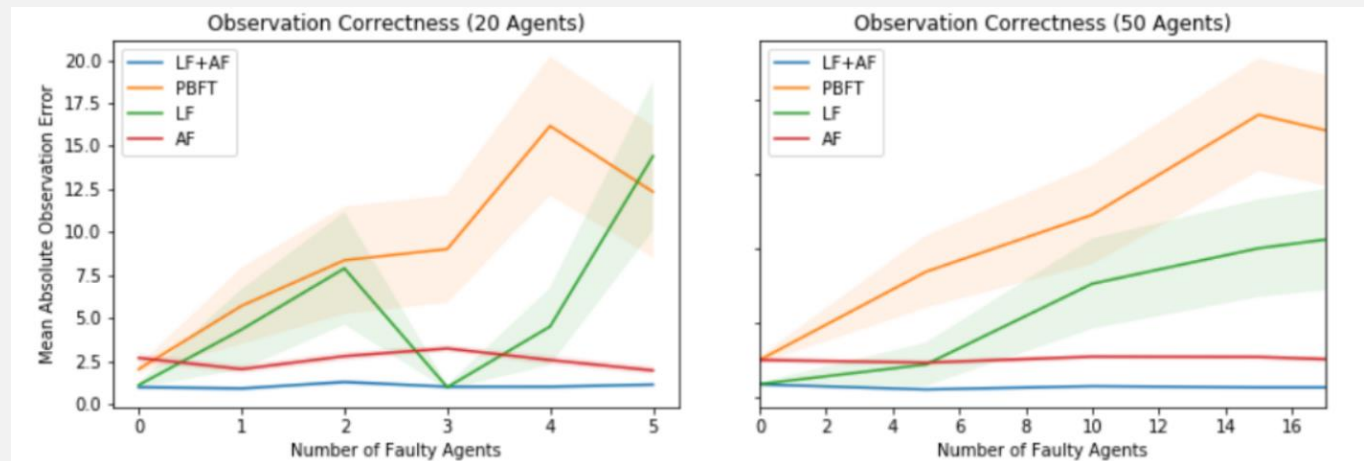 Observation Correctness (20 Agents)
LF+AF
PBFT
LF
AF
Mean Absolute Observation Error
20.0
17.5
15.0
12.5
10.0
7.5
5.0
2.5
0.0
0 1 2 3 4 5
Number of Faulty Agents
Observation Correctness (50 Agents)
LF+AF
PBFT
LF
AF
0 2 4 6 8 10 12 14 16
Number of Faulty Agents